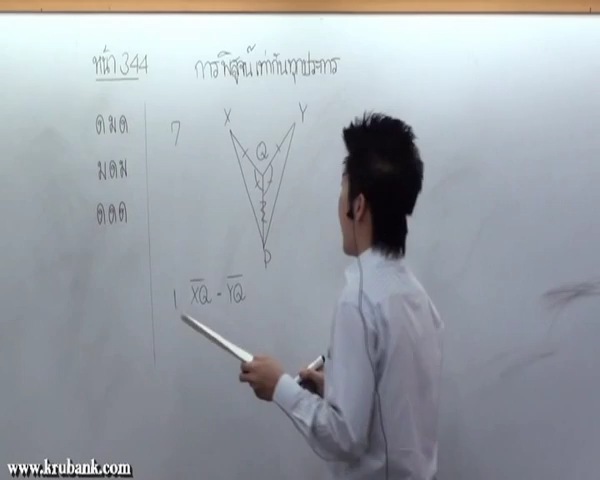 หน้า 344 การพิสูจน์เท่ากันทุกประการ
ด ม ด
ม ด ม
ด ด ด
7
X Y
Q
P
1 XQ = YQ
www.krubank.com